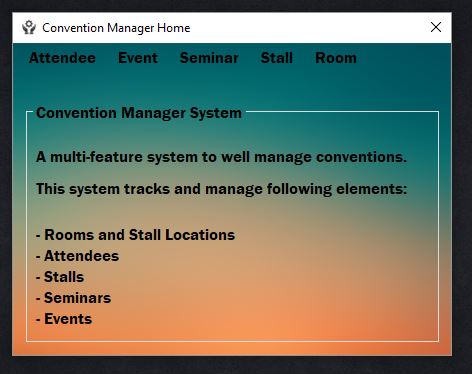 Convention Manager Home
Attendee Event Seminar Stall Room
Convention Manager System
A multi-feature system to well manage conventions.
This system tracks and manage following elements:
- Rooms and Stall Locations
- Attendees
- Stalls
- Seminars
- Events